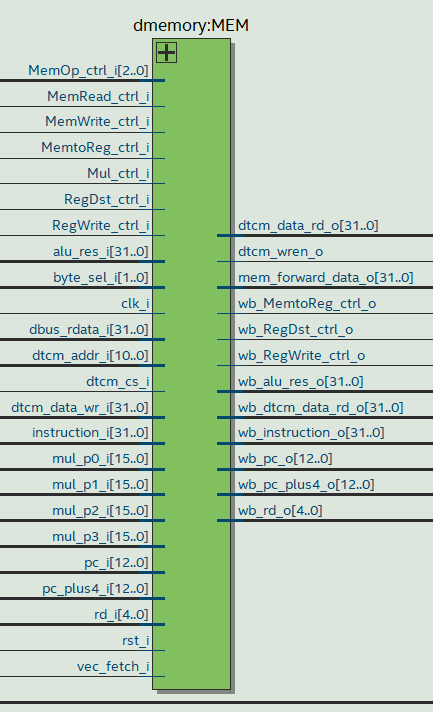 dmemory:MEM
MemOp_ctrl_i[2..0]
MemRead_ctrl_i
MemWrite_ctrl_i
MemtoReg_ctrl_i
Mul_ctrl_i
RegDst_ctrl_i
RegWrite_ctrl_i
alu_res_i[31..0]
byte_sel_i[1..0]
clk_i
dbus_rdata_i[31..0]
dtcm_addr_i[10..0]
dtcm_cs_i
dtcm_data_wr_i[31..0]
instruction_i[31..0]
mul_p0_i[15..0]
mul_p1_i[15..0]
mul_p2_i[15..0]
mul_p3_i[15..0]
pc_i[12..0]
pc_plus4_i[12..0]
rd_i[4..0]
rst_i
vec_fetch_i
dtcm_data_rd_o[31..0]
dtcm_wren_o
mem_forward_data_o[31..0]
wb_MemtoReg_ctrl_o
wb_RegDst_ctrl_o
wb_RegWrite_ctrl_o
wb_alu_res_o[31..0]
wb_dtcm_data_rd_o[31..0]
wb_instruction_o[31..0]
wb_pc_o[12..0]
wb_pc_plus4_o[12..0]
wb_rd_o[4..0]